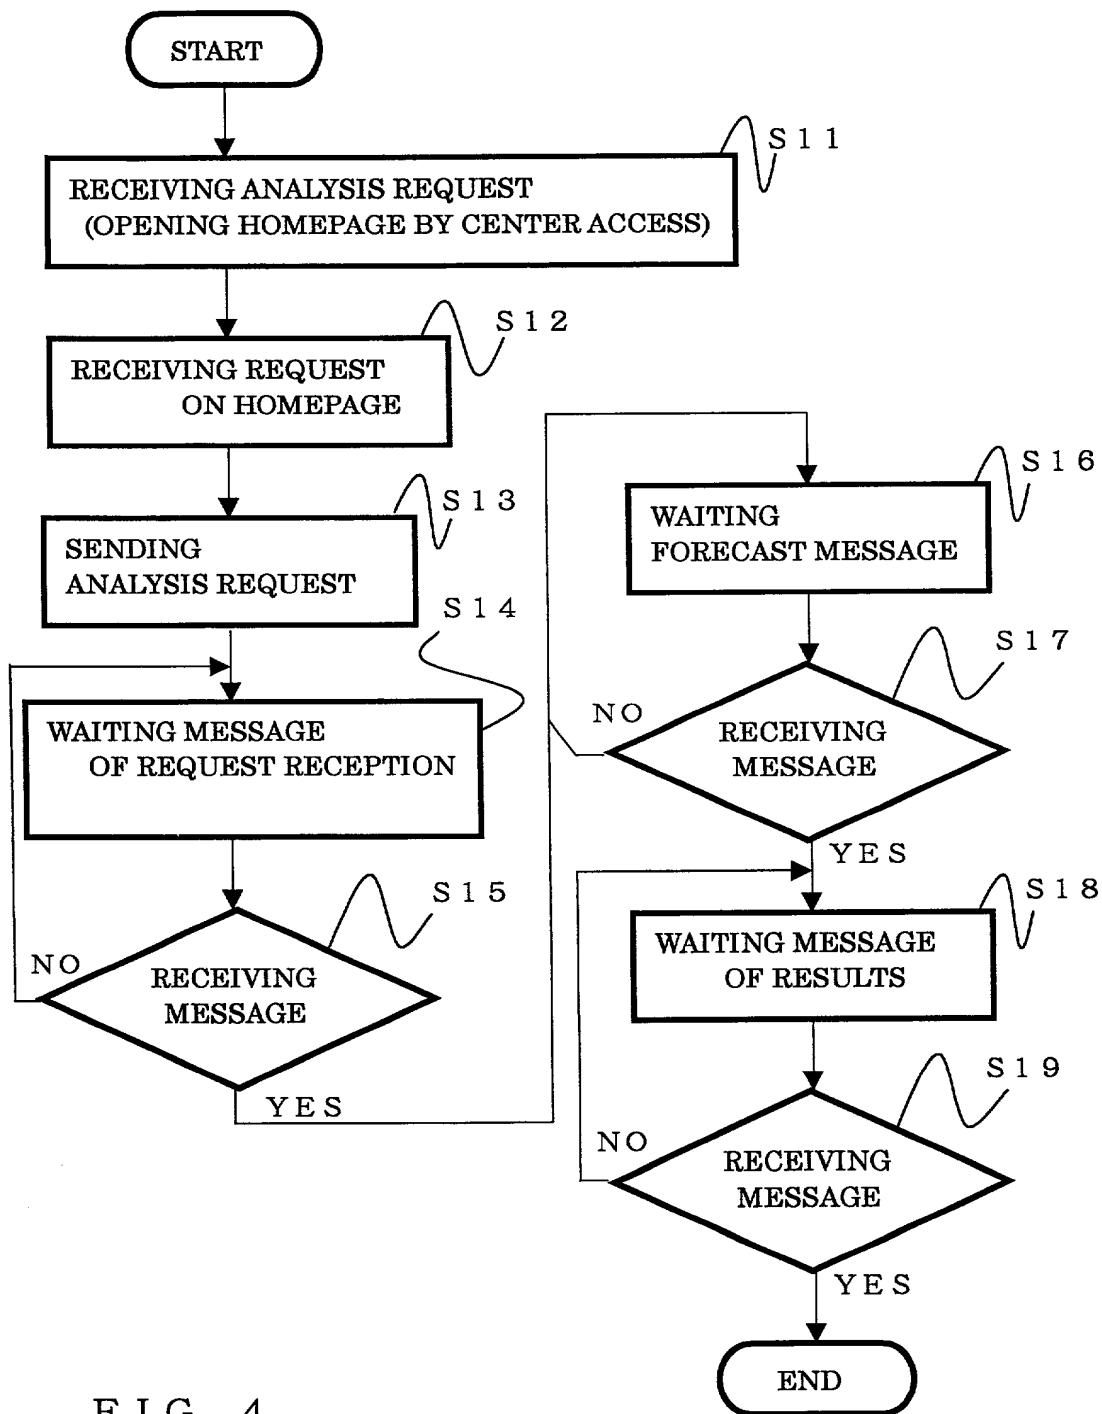 START
S11
RECEIVING ANALYSIS REQUEST
(OPENING HOMEPAGE BY CENTER ACCESS)
S12
RECEIVING REQUEST
ON HOMEPAGE
S13
SENDING
ANALYSIS REQUEST
S14
WAITING MESSAGE
OF REQUEST RECEPTION
S15
NO
RECEIVING
MESSAGE
YES
S16
WAITING
FORECAST MESSAGE
S17
NO
RECEIVING
MESSAGE
YES
S18
WAITING MESSAGE
OF RESULTS
S19
NO
RECEIVING
MESSAGE
YES
END
FIG. 4